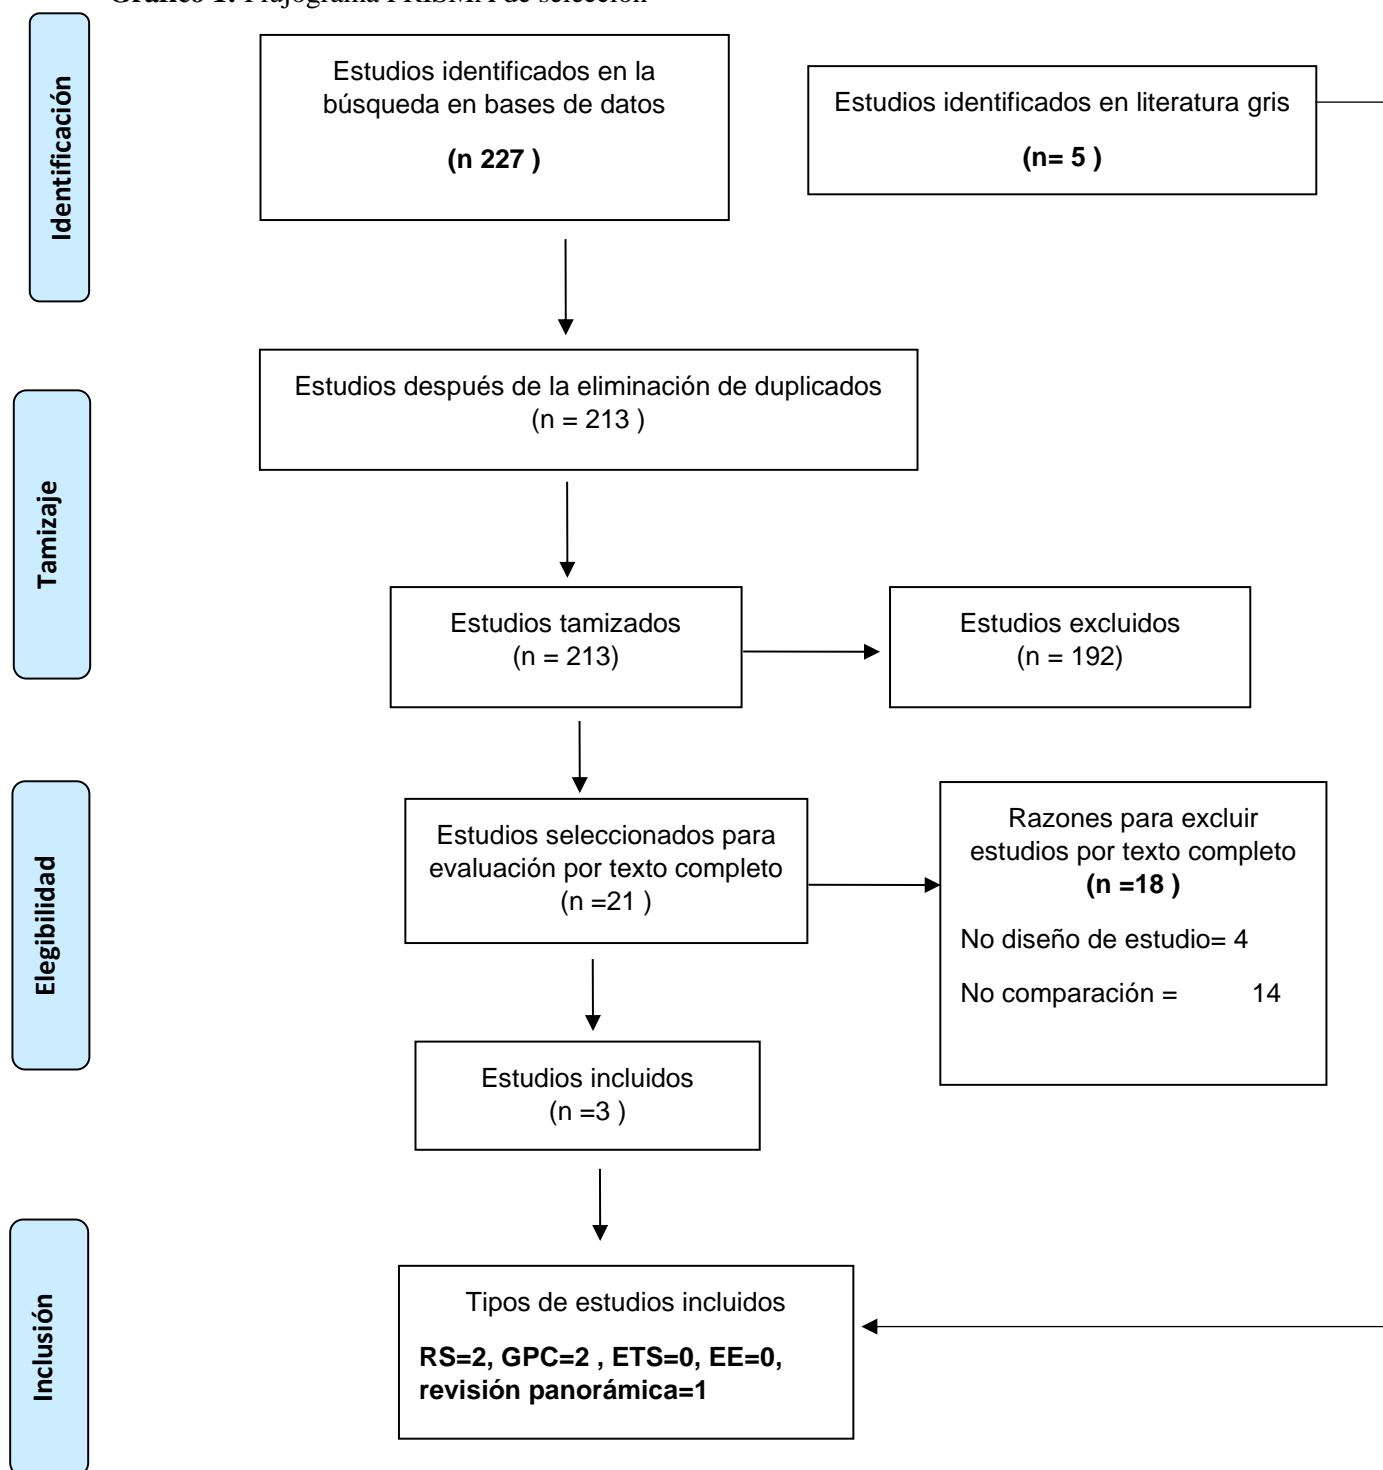 Gráfico 1. Flujograma PRISMA de selección
Identificación
Estudios identificados en la
búsqueda en bases de datos
(n 227 )
Estudios identificados en literatura gris
(n= 5 )
Estudios después de la eliminación de duplicados
(n = 213 )
Tamizaje
Estudios tamizados
(n = 213)
Estudios excluidos
(n = 192)
Elegibilidad
Estudios seleccionados para
evaluación por texto completo
(n =21 )
Razones para excluir
estudios por texto completo
(n =18 )
No diseño de estudio= 4
No comparación = 14
Estudios incluidos
(n =3 )
Inclusión
Tipos de estudios incluidos
RS=2, GPC=2 , ETS=0, EE=0,
revisión panorámica=1